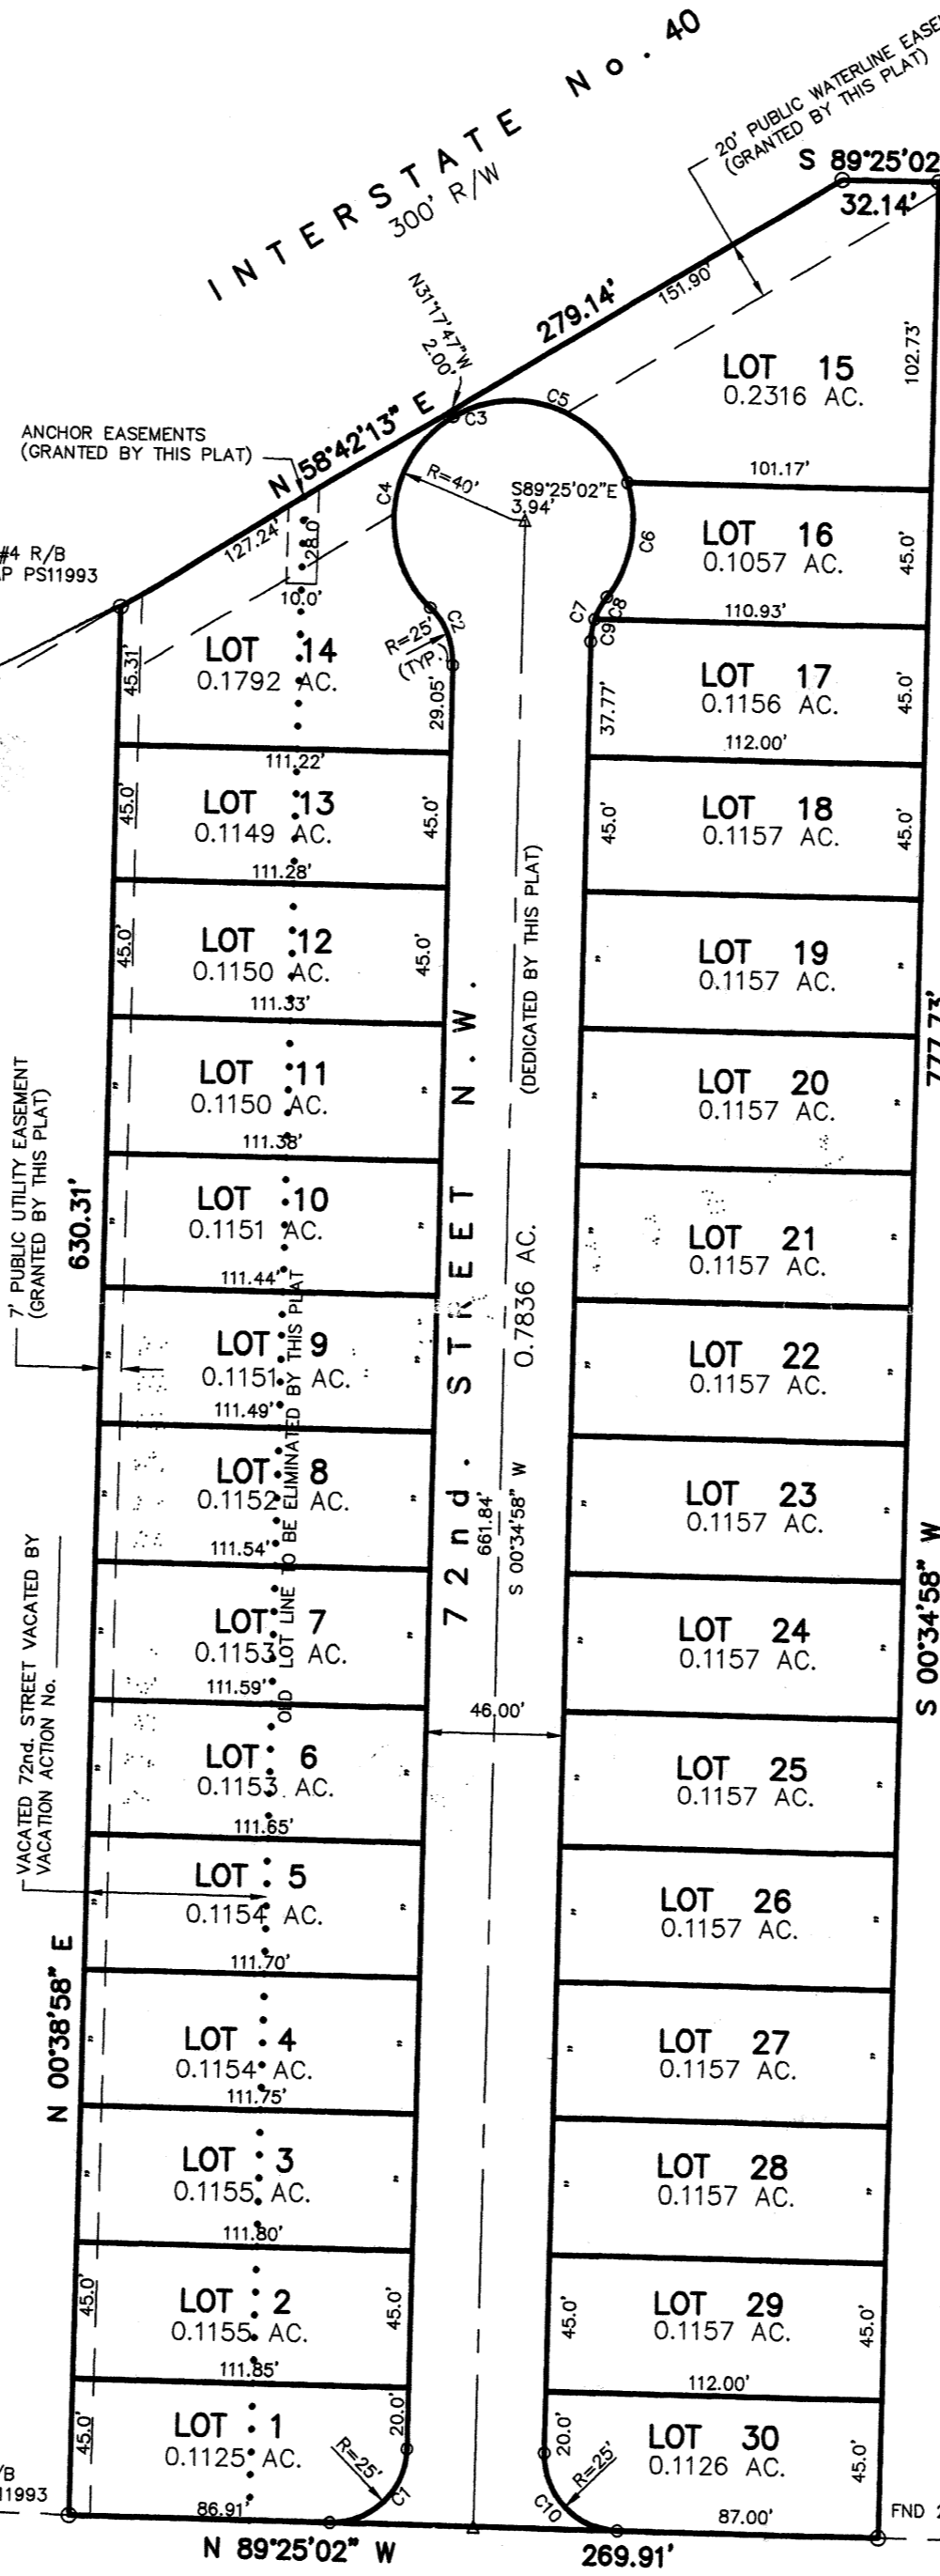 INTERSTATE No. 40
300' R/W
20' PUBLIC WATERLINE
(GRANTED BY THIS PLAT)
S 89°25'02
32.14'
N31°17'47"W
2.00'
279.14'
151.90'
102.73'
LOT 15
0.2316 AC.
ANCHOR EASEMENTS
(GRANTED BY THIS PLAT)
N 58°42'13" E
C3
C5
C4
R=40'
S89°25'02"E
3.94'
101.17'
127.24'
28.0'
10.0'
#4 R/B
PS11993
C6
LOT 16
0.1057 AC.
45.0'
C7
C8
C9
110.93'
C2
R=25'
(TYP.
45.31'
LOT 14
0.1792 AC.
29.05'
37.77'
LOT 17
0.1156 AC.
45.0'
112.00'
111.22'
45.0'
LOT 13
0.1149 AC.
45.0'
45.0'
LOT 18
0.1157 AC.
45.0'
111.28'
45.0'
LOT 12
0.1150 AC.
45.0'
"
LOT 19
0.1157 AC.
"
111.33'
(DEDICATED BY THIS PLAT)
777.73'
"
LOT 11
0.1150 AC.
"
"
LOT 20
0.1157 AC.
"
111.38'
7' PUBLIC UTILITY EASEMENT
(GRANTED BY THIS PLAT)
630.31'
"
LOT 10
0.1151 AC.
"
"
LOT 21
0.1157 AC.
"
111.44'
72nd. STREET N.W.
0.7836 AC.
"
LOT 9
0.1151 AC.
"
"
LOT 22
0.1157 AC.
"
111.49'
OLD LOT LINE TO BE ELIMINATED BY THIS PLAT
"
LOT 8
0.1152 AC.
"
"
LOT 23
0.1157 AC.
"
111.54'
661.84'
S 00°34'58" W
S 00°34'58" W
VACATED 72nd. STREET VACATED BY
VACATION ACTION No.
"
LOT 7
0.1153 AC.
"
"
LOT 24
0.1157 AC.
"
111.59'
46.00'
"
LOT 6
0.1153 AC.
"
"
LOT 25
0.1157 AC.
"
111.65'
"
LOT 5
0.1154 AC.
"
"
LOT 26
0.1157 AC.
"
111.70'
N 00°38'58" E
"
LOT 4
0.1154 AC.
"
"
LOT 27
0.1157 AC.
"
111.75'
"
LOT 3
0.1155 AC.
"
"
LOT 28
0.1157 AC.
"
111.80'
45.0'
LOT 2
0.1155 AC.
45.0'
45.0'
LOT 29
0.1157 AC.
45.0'
111.85'
112.00'
45.0'
LOT 1
0.1125 AC.
20.0'
20.0'
LOT 30
0.1126 AC.
45.0'
R=25'
C1
R=25'
C10
/B
11993
86.91'
87.00'
FND
N 89°25'02" W
269.91'